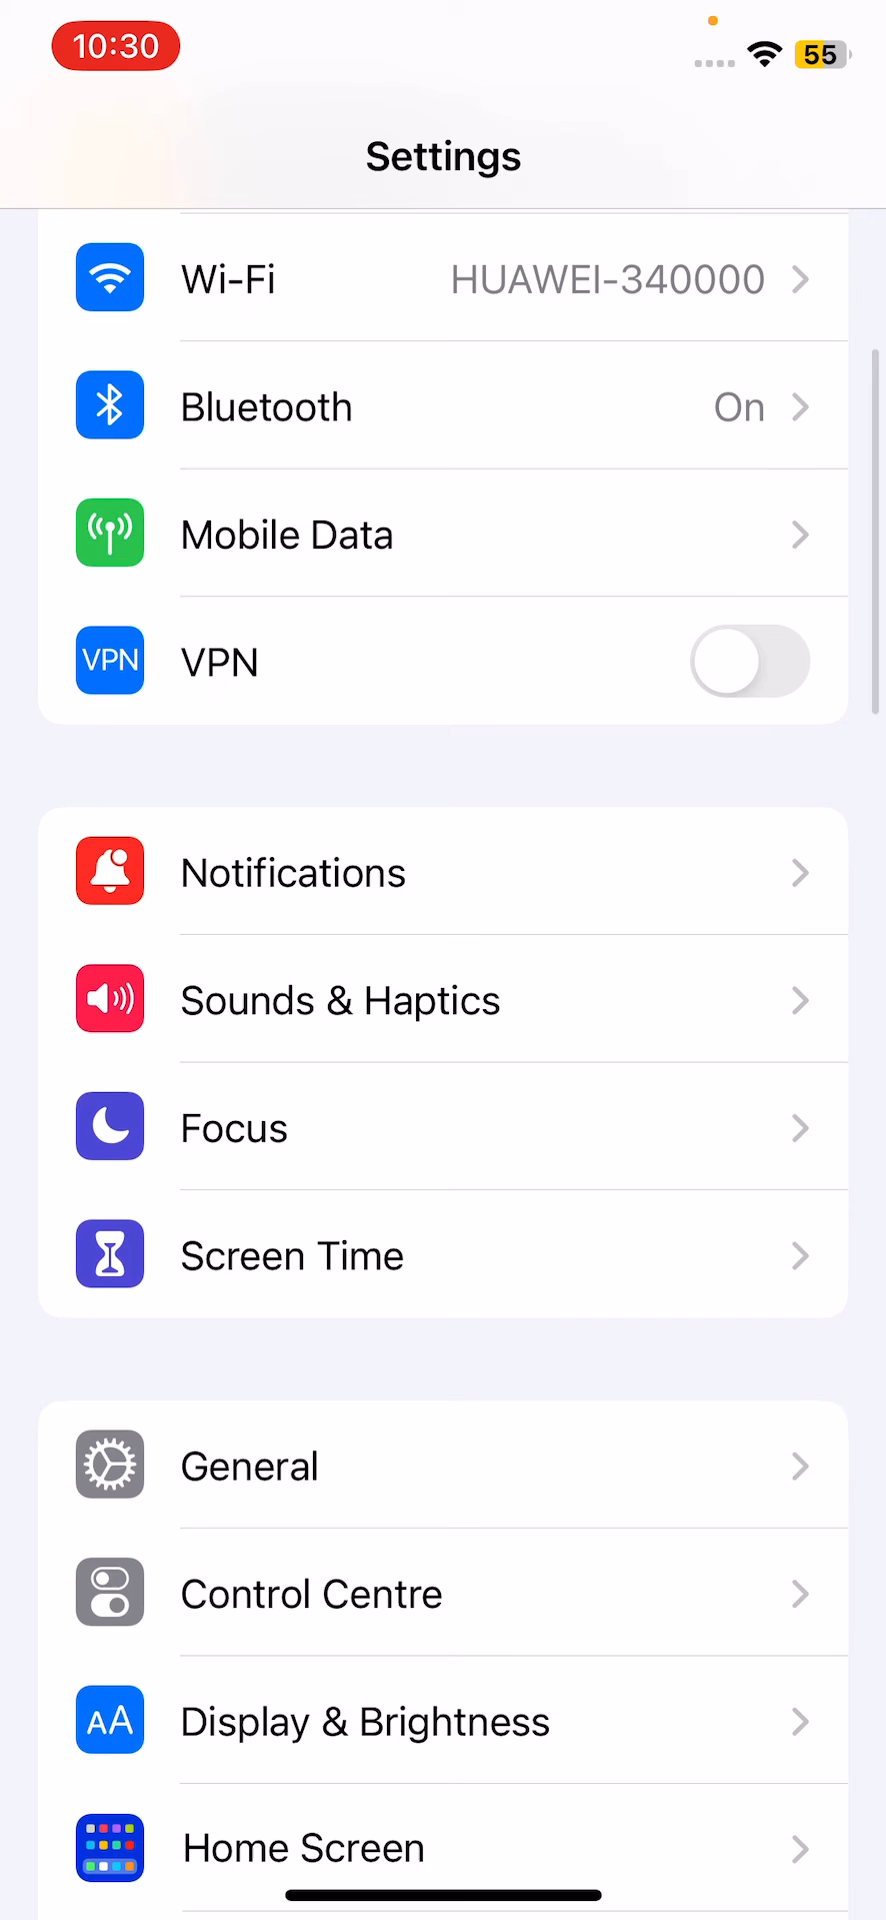 10:30
55
Settings
Wi-Fi HUAWEI-340000
Bluetooth On
Mobile Data
VPN VPN
Notifications
Sounds & Haptics
Focus
Screen Time
General
Control Centre
AA Display & Brightness
Home Screen